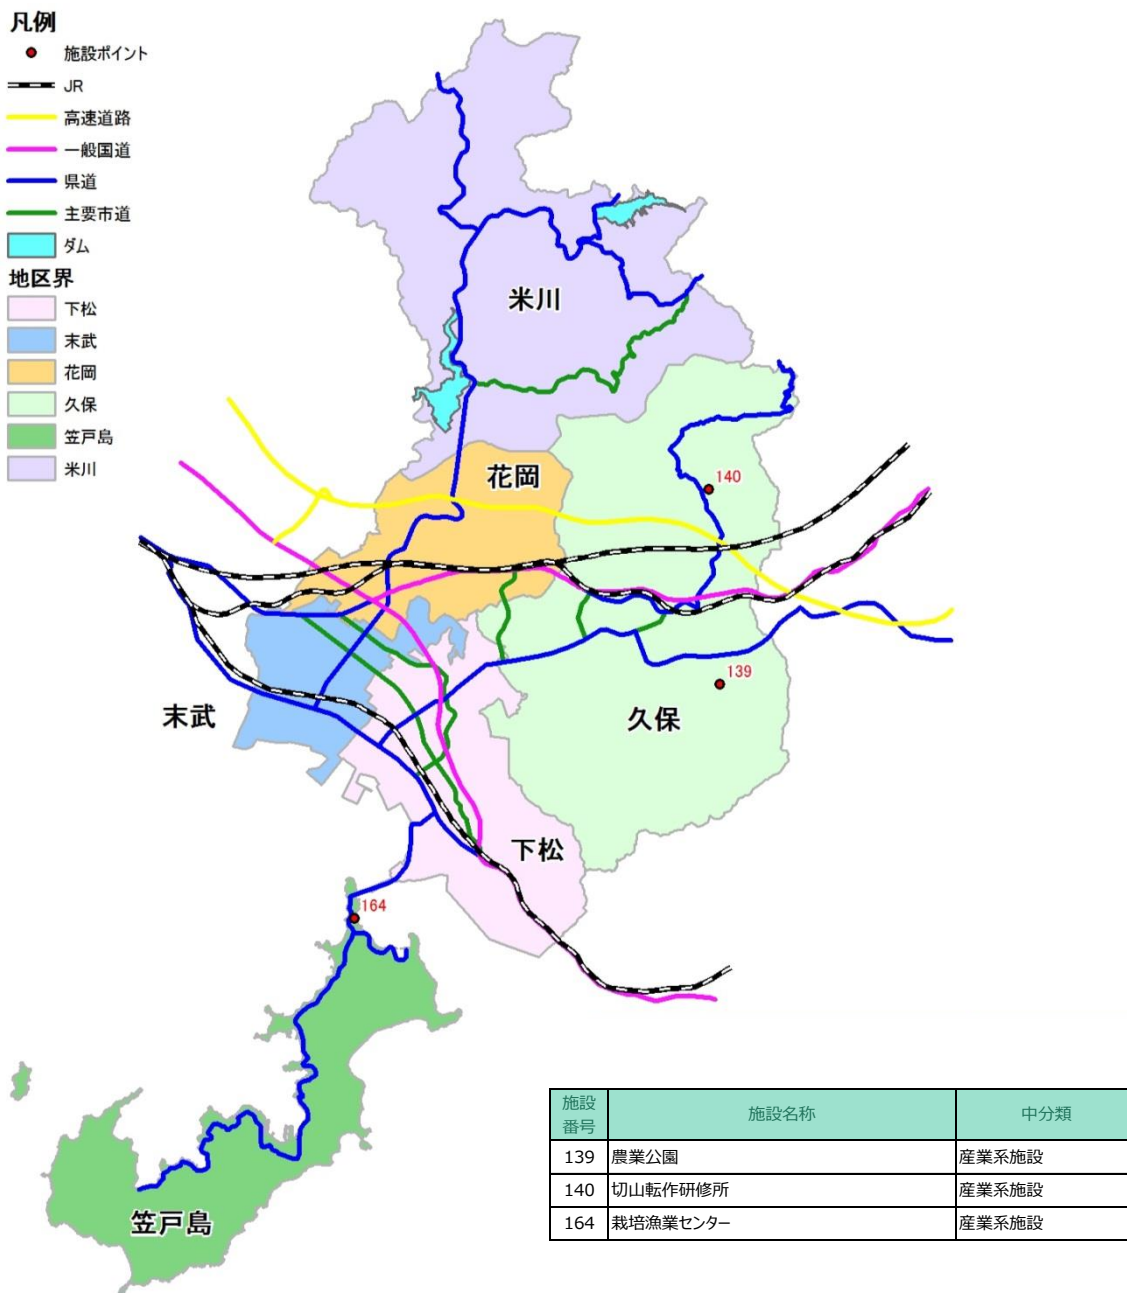 凡例
施設ポイント
JR
高速道路
一般国道
県道
主要市道
ダム
地区界
下松
末武
花岡
久保
笠戸島
米川
米川
花岡
140
139
末武
久保
下松
164
笠戸島
施設番号 施設名称 中分類
139 農業公園 産業系施設
140 切山転作研修所 産業系施設
164 栽培漁業センター 産業系施設